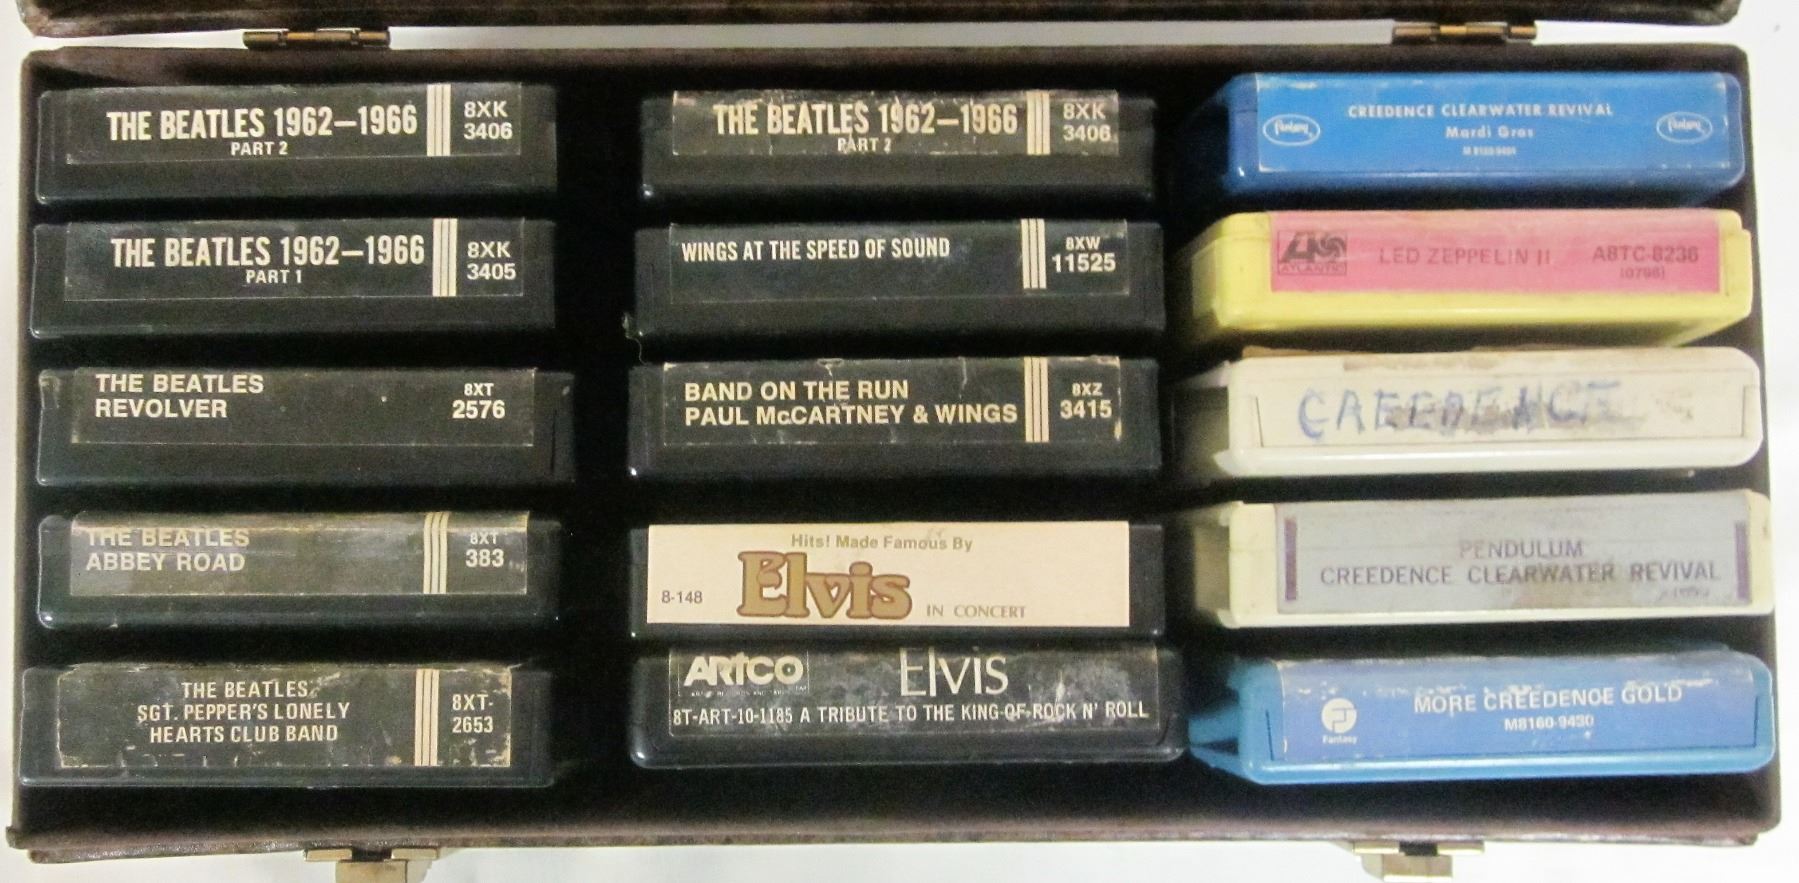 THE BEATLES 1962–1966
PART 2
8XK
3406
THE BEATLES 1962–1966
PART 1
8XK
3405
THE BEATLES
REVOLVER
8XT
2576
THE BEATLES
ABBEY ROAD
8XT
383
THE BEATLES
SGT. PEPPER'S LONELY
HEARTS CLUB BAND
8XT-
2653
THE BEATLES 1962–1966
PART 2
8XK
3406
WINGS AT THE SPEED OF SOUND
8XW
11525
BAND ON THE RUN
PAUL McCARTNEY & WINGS
8XZ
3415
Hits! Made Famous By
Elvis
8-148
IN CONCERT
ARTCO
ELVIS
8T-ART-10-1185 A TRIBUTE TO THE KING-OF-ROCK N' ROLL
Fantasy
CREEDENCE CLEARWATER REVIVAL
Mardi Gras
Fantasy
ATLANTIC
LED ZEPPELIN II
A8TC-8236
(0798)
CREEDENCE
PENDULUM
CREEDENCE CLEARWATER REVIVAL
Fantasy
MORE CREEDENCE GOLD
M8160-9430